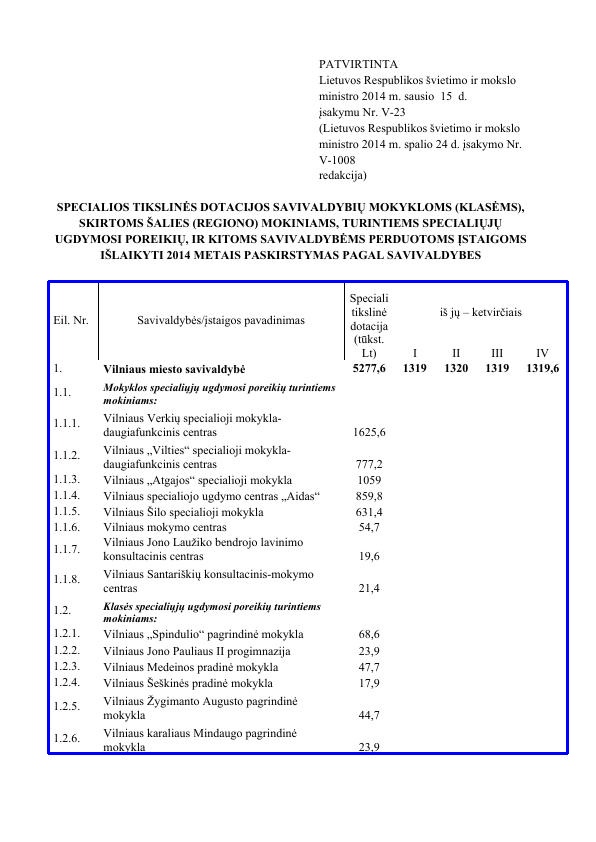 PATVIRTINTA
Lietuvos Respublikos švietimo ir mokslo
ministro 2014 m. sausio  15  d.
įsakymu Nr. V-23
(Lietuvos Respublikos švietimo ir mokslo
ministro 2014 m. spalio 24 d. įsakymo Nr.
V-1008
redakcija)
SPECIALIOS TIKSLINĖS DOTACIJOS SAVIVALDYBIŲ MOKYKLOMS (KLASĖMS),
SKIRTOMS ŠALIES (REGIONO) MOKINIAMS, TURINTIEMS SPECIALIŲJŲ
UGDYMOSI POREIKIŲ, IR KITOMS SAVIVALDYBĖMS PERDUOTOMS ĮSTAIGOMS
IŠLAIKYTI 2014 METAIS PASKIRSTYMAS PAGAL SAVIVALDYBES
Eil. Nr.
Savivaldybės/įstaigos pavadinimas
Speciali
tikslinė
dotacija
(tūkst.
Lt)
iš jų – ketvirčiais
I II III IV
1. Vilniaus miesto savivaldybė 5277,6 1319 1320 1319 1319,6
1.1. Mokyklos specialiųjų ugdymosi poreikių turintiems
mokiniams:
1.1.1. Vilniaus Verkių specialioji mokykla-
daugiafunkcinis centras 1625,6
1.1.2. Vilniaus „Vilties“ specialioji mokykla-
daugiafunkcinis centras 777,2
1.1.3. Vilniaus „Atgajos“ specialioji mokykla 1059
1.1.4. Vilniaus specialiojo ugdymo centras „Aidas“ 859,8
1.1.5. Vilniaus Šilo specialioji mokykla 631,4
1.1.6. Vilniaus mokymo centras 54,7
1.1.7. Vilniaus Jono Laužiko bendrojo lavinimo
konsultacinis centras 19,6
1.1.8. Vilniaus Santariškių konsultacinis-mokymo
centras 21,4
1.2. Klasės specialiųjų ugdymosi poreikių turintiems
mokiniams:
1.2.1. Vilniaus „Spindulio“ pagrindinė mokykla 68,6
1.2.2. Vilniaus Jono Pauliaus II progimnazija 23,9
1.2.3. Vilniaus Medeinos pradinė mokykla 47,7
1.2.4. Vilniaus Šeškinės pradinė mokykla 17,9
1.2.5. Vilniaus Žygimanto Augusto pagrindinė
mokykla 44,7
1.2.6. Vilniaus karaliaus Mindaugo pagrindinė
mokykla 23,9